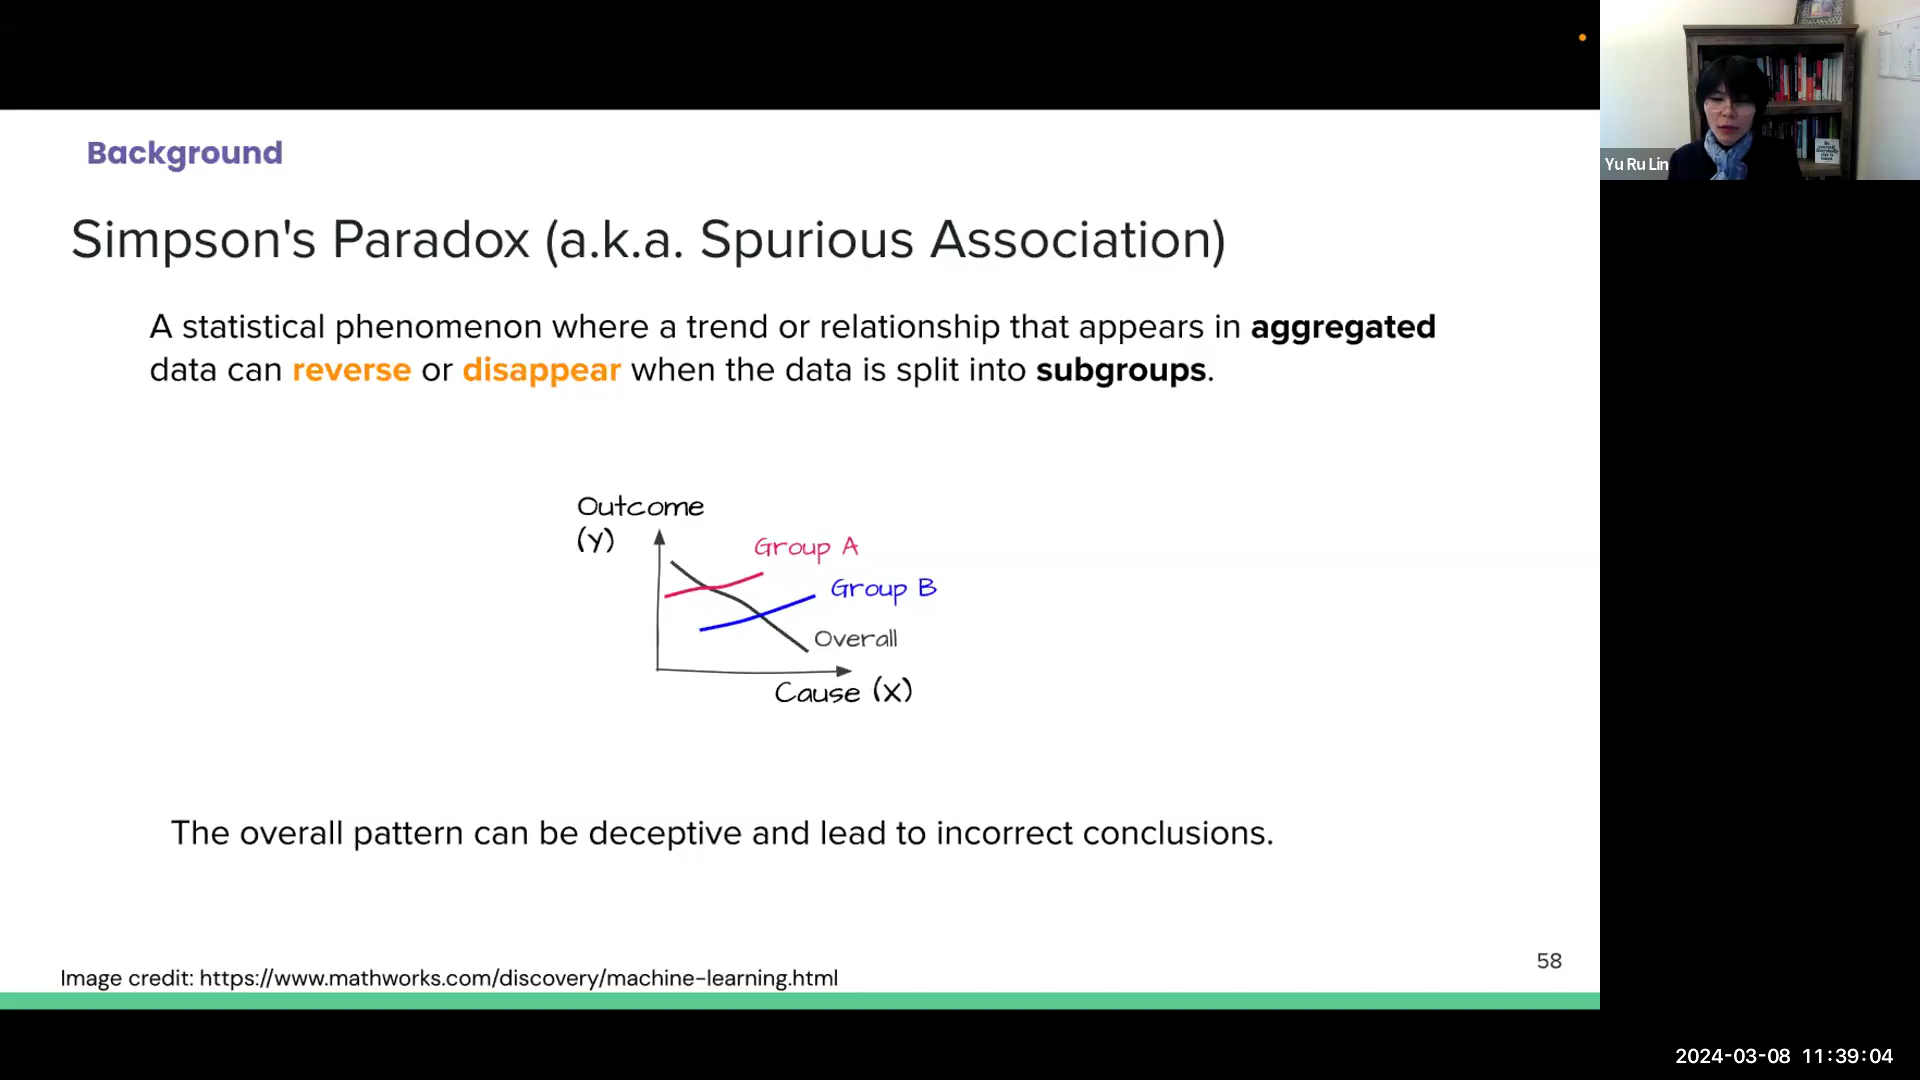 Background
Simpson's Paradox (a.k.a. Spurious Association)
A statistical phenomenon where a trend or relationship that appears in aggregated
data can reverse or disappear when the data is split into subgroups.
Outcome
(Y)
Group A
Group B
Overall
Cause (X)
The overall pattern can be deceptive and lead to incorrect conclusions.
58
Image credit: https://www.mathworks.com/discovery/machine-learning.html
Yu Ru Lin
2024-03-08 11:39:04